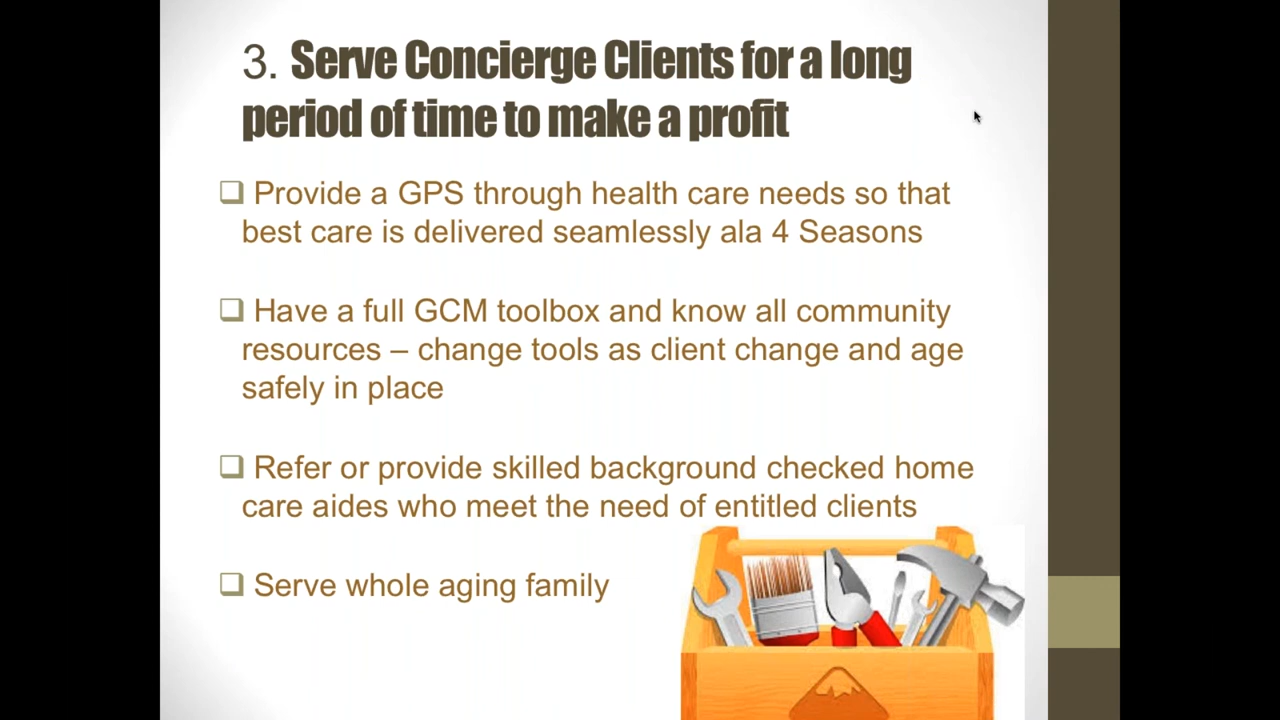 3. Serve Concierge Clients for a long
period of time to make a profit
Provide a GPS through health care needs so that
best care is delivered seamlessly ala 4 Seasons
Have a full GCM toolbox and know all community
resources – change tools as client change and age
safely in place
Refer or provide skilled background checked home
care aides who meet the need of entitled clients
Serve whole aging family